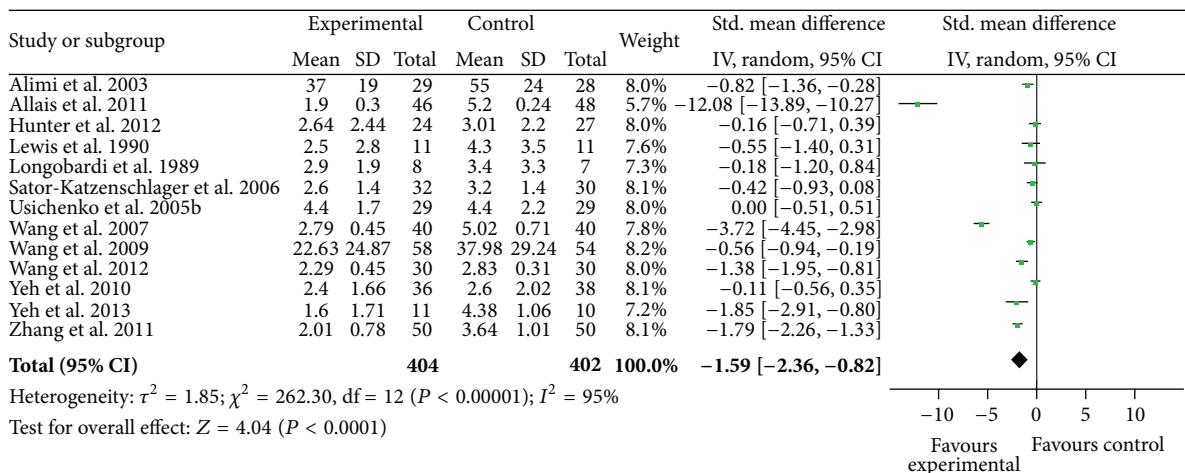 Study or subgroup Experimental Control Weight Std. mean difference Std. mean difference
Mean SD Total Mean SD Total IV, random, 95% CI IV, random, 95% CI
Alimi et al. 2003 37 19 29 55 24 28 8.0% −0.82 [−1.36, −0.28]
Allais et al. 2011 1.9 0.3 46 5.2 0.24 48 5.7% −12.08 [−13.89, −10.27]
Hunter et al. 2012 2.64 2.44 24 3.01 2.2 27 8.0% −0.16 [−0.71, 0.39]
Lewis et al. 1990 2.5 2.8 11 4.3 3.5 11 7.6% −0.55 [−1.40, 0.31]
Longobardi et al. 1989 2.9 1.9 8 3.4 3.3 7 7.3% −0.18 [−1.20, 0.84]
Sator-Katzenschlager et al. 2006 2.6 1.4 32 3.2 1.4 30 8.1% −0.42 [−0.93, 0.08]
Usichenko et al. 2005b 4.4 1.7 29 4.4 2.2 29 8.0% 0.00 [−0.51, 0.51]
Wang et al. 2007 2.79 0.45 40 5.02 0.71 40 7.8% −3.72 [−4.45, −2.98]
Wang et al. 2009 22.63 24.87 58 37.98 29.24 54 8.2% −0.56 [−0.94, −0.19]
Wang et al. 2012 2.29 0.45 30 2.83 0.31 30 8.0% −1.38 [−1.95, −0.81]
Yeh et al. 2010 2.4 1.66 36 2.6 2.02 38 8.1% −0.11 [−0.56, 0.35]
Yeh et al. 2013 1.6 1.71 11 4.38 1.06 10 7.2% −1.85 [−2.91, −0.80]
Zhang et al. 2011 2.01 0.78 50 3.64 1.01 50 8.1% −1.79 [−2.26, −1.33]
Total (95% CI) 404 402 100.0% −1.59 [−2.36, −0.82]
Heterogeneity: τ² = 1.85; χ² = 262.30, df = 12 (P < 0.00001); I² = 95%
Test for overall effect: Z = 4.04 (P < 0.0001)
−10 −5 0 5 10
Favours experimental Favours control